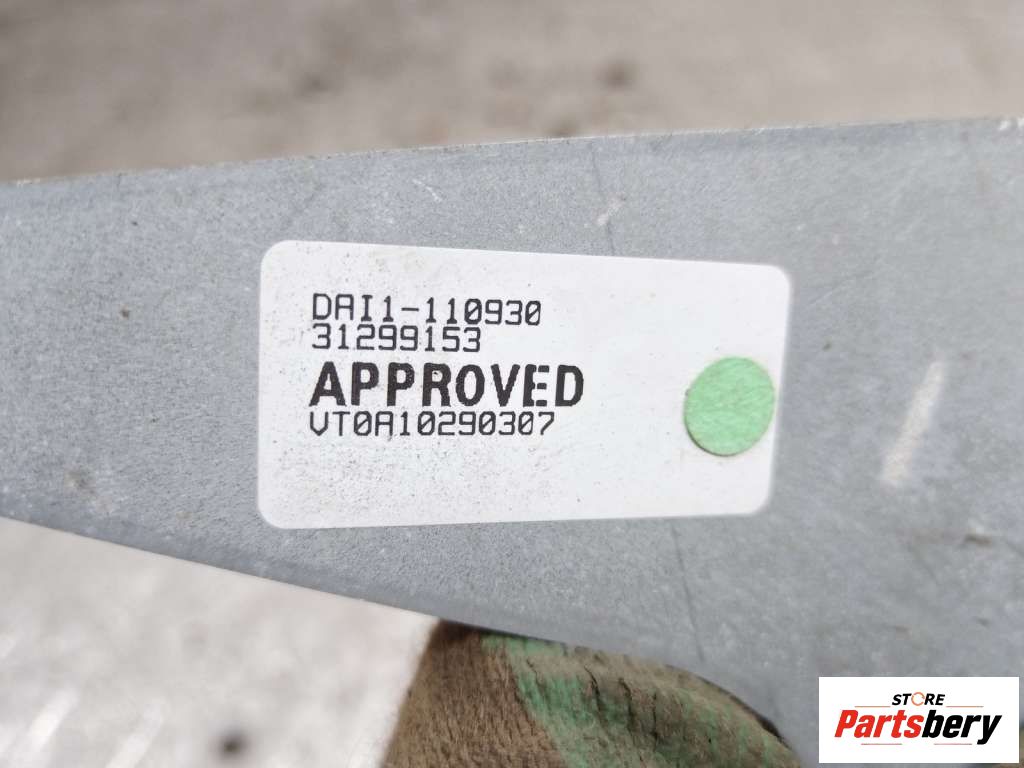 DAI1-110930
31299153
APPROVED
VT0A10290307
STORE
Partsbery